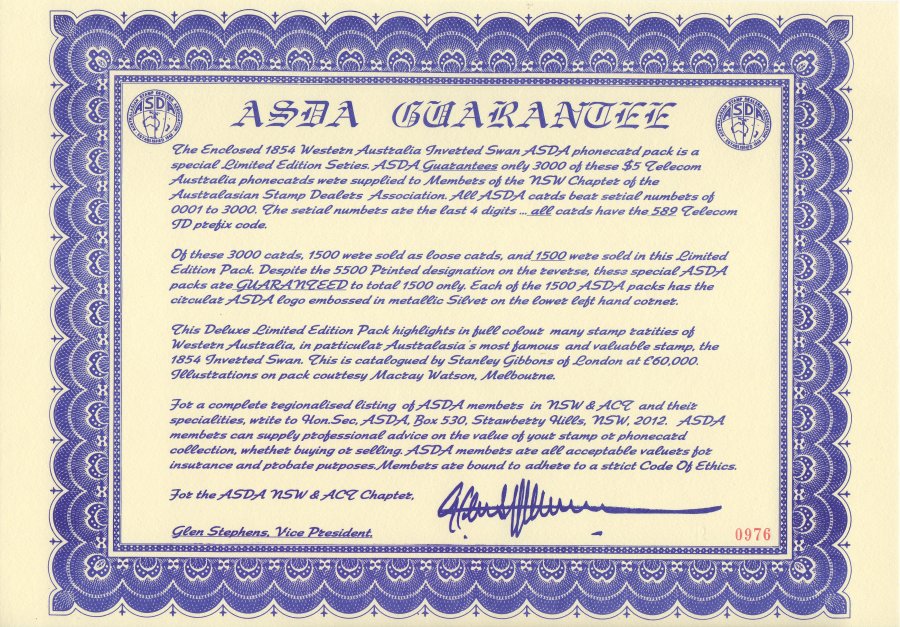 ASDA GUARANTEE
The Enclosed 1854 Western Australia Inverted Swan ASDA phonecard pack is a
special Limited Edition Series. ASDA Guarantees only 3000 of these $5 Telecom
Australia phonecards were supplied to Members of the NSW Chapter of the
Australasian Stamp Dealers Association. All ASDA cards bear serial numbers of
0001 to 3000. The serial numbers are the last 4 digits ... all cards have the 589 Telecom
ID prefix code.
Of these 3000 cards, 1500 were sold as loose cards, and 1500 were sold in this Limited
Edition Pack. Despite the 5500 Printed designation on the reverse, these special ASDA
packs are GUARANTEED to total 1500 only. Each of the 1500 ASDA packs has the
circular ASDA logo embossed in metallic Silver on the lower left hand corner.
This Deluxe Limited Edition Pack highlights in full colour many stamp rarities of
Western Australia, in particular Australasia's most famous and valuable stamp, the
1854 Inverted Swan. This is catalogued by Stanley Gibbons of London at £60,000.
Illustrations on pack courtesy Macray Watson, Melbourne.
For a complete regionalised listing of ASDA members in NSW & ACT and their
specialities, write to Hon.Sec, ASDA, Box 530, Strawberry Hills, NSW, 2012. ASDA
members can supply professional advice on the value of your stamp or phonecard
collection, whether buying or selling. ASDA members are all acceptable valuers for
insurance and probate purposes.Members are bound to adhere to a strict Code Of Ethics.
For the ASDA NSW & ACT Chapter,
Glen Stephens, Vice President.
0976